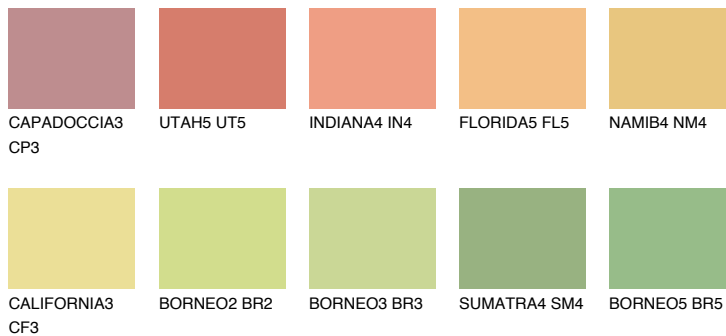 CAPADOCCIA3
CP3
UTAH5 UT5
INDIANA4 IN4
FLORIDA5 FL5
NAMIB4 NM4
CALIFORNIA3
CF3
BORNEO2 BR2
BORNEO3 BR3
SUMATRA4 SM4
BORNEO5 BR5